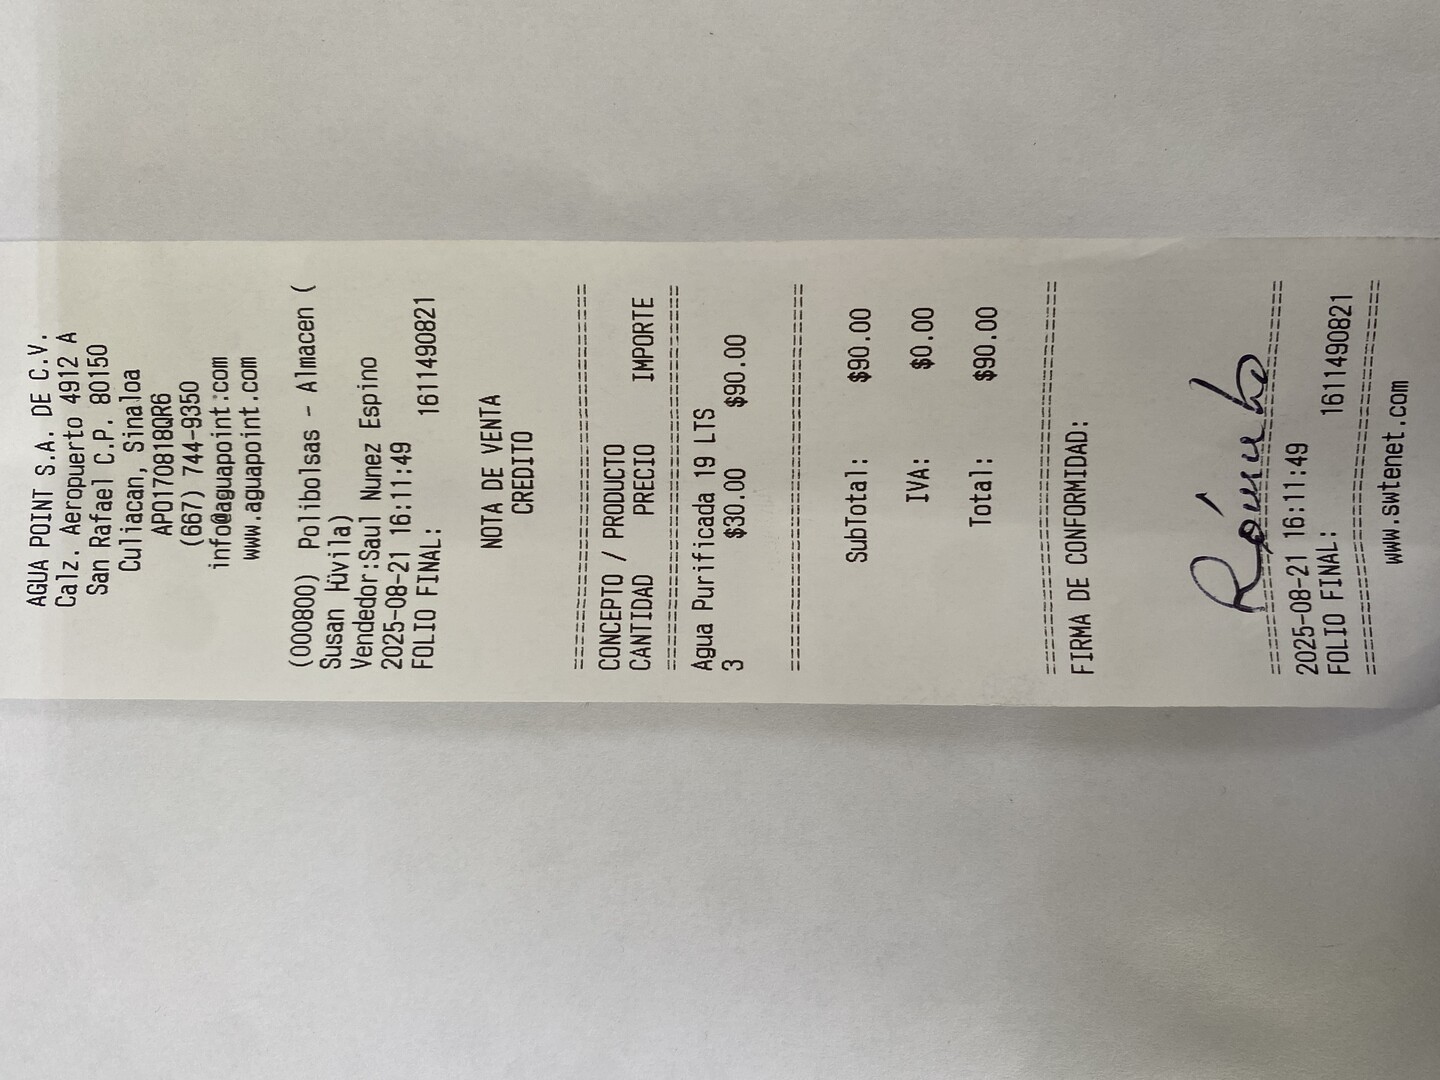 AGUA POINT S.A. DE C.V.
Calz. Aeropuerto 4912 A
San Rafael C.P. 80150
Culiacan, Sinaloa
APO170818QR6
(667) 744-9350
info@aguapoint.com
www.aguapoint.com
(000800) Polibolsas - Almacen (
Susan Hüvila)
Vendedor:Saul Nunez Espino
2025-08-21 16:11:49
FOLIO FINAL: 1611490821
NOTA DE VENTA
CREDITO
================================
CONCEPTO / PRODUCTO
CANTIDAD PRECIO IMPORTE
================================
Agua Purificada 19 LTS
3 $30.00 $90.00
================================
SubTotal: $90.00
IVA: $0.00
Total: $90.00
================================
FIRMA DE CONFORMIDAD:
================================
2025-08-21 16:11:49
FOLIO FINAL: 1611490821
================================
www.swtenet.com